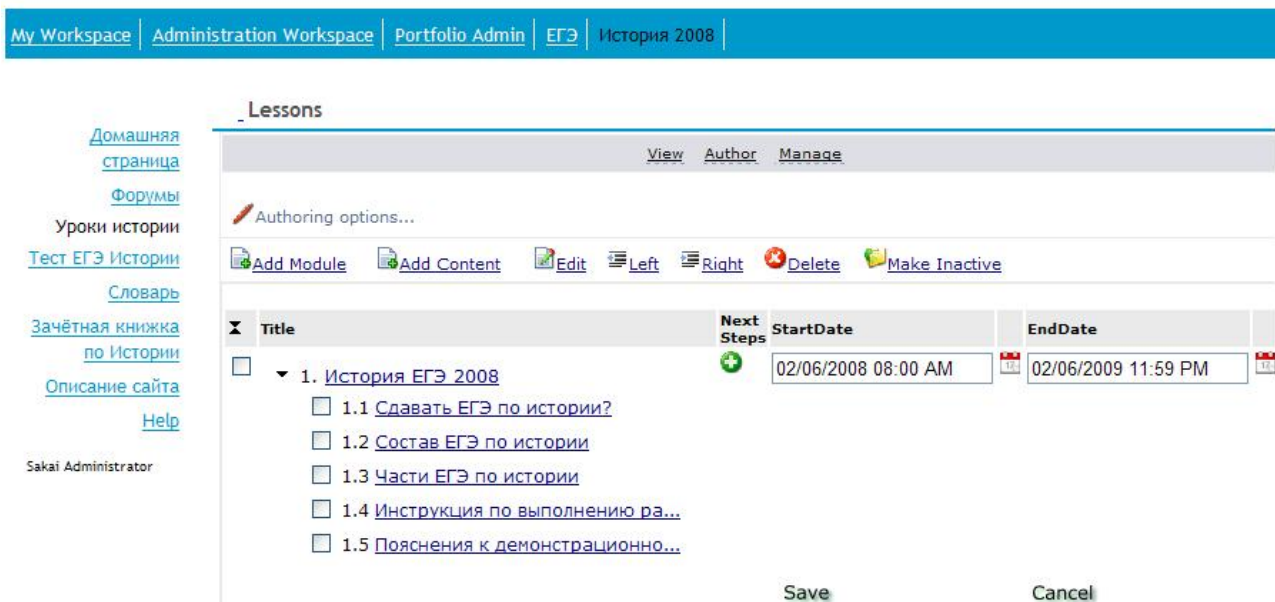 My Workspace Administration Workspace Portfolio Admin ЕГЭ История 2008
Lessons
Домашняя
страница
Форумы
Уроки истории
Тест ЕГЭ Истории
Словарь
Зачётная книжка
по Истории
Описание сайта
Help
Sakai Administrator
View Author Manage
Authoring options...
Add Module Add Content Edit Left Right Delete Make Inactive
Title Next Steps StartDate EndDate
1. История ЕГЭ 2008 02/06/2008 08:00 AM 02/06/2009 11:59 PM
1.1 Сдавать ЕГЭ по истории?
1.2 Состав ЕГЭ по истории
1.3 Части ЕГЭ по истории
1.4 Инструкция по выполнению ра...
1.5 Пояснения к демонстрационно...
Save Cancel